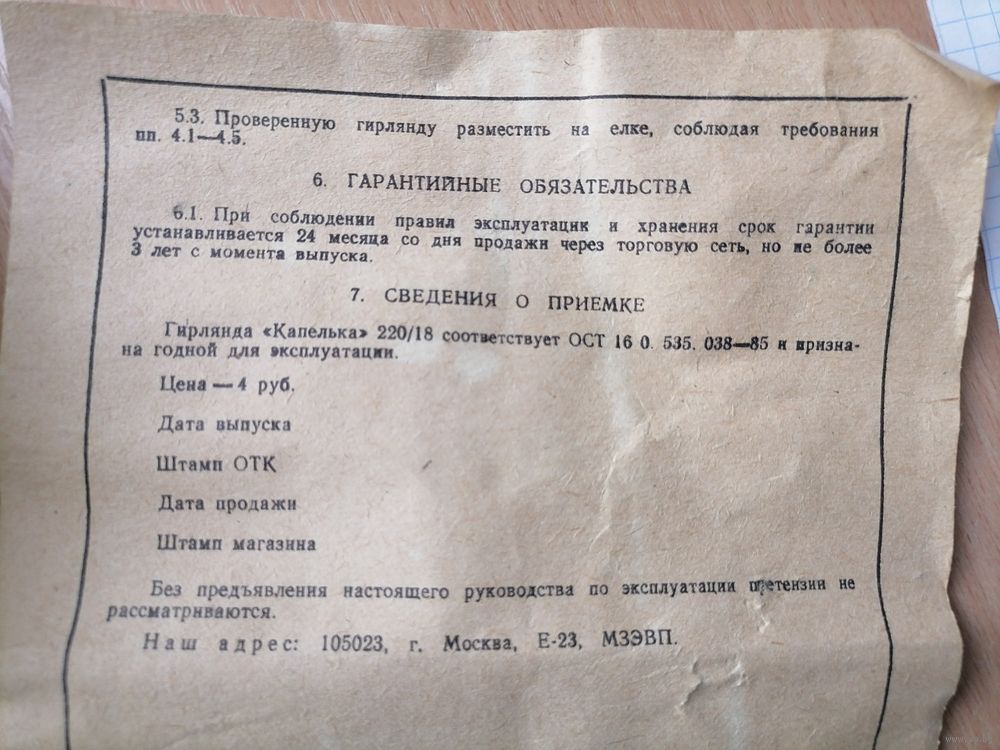 5.3. Проверенную гирлянду разместить на елке, соблюдая требования
пп. 4.1—4.5.
6. ГАРАНТИЙНЫЕ ОБЯЗАТЕЛЬСТВА
6.1. При соблюдении правил эксплуатации и хранения срок гарантии
устанавливается 24 месяца со дня продажи через торговую сеть, но не более
3 лет с момента выпуска.
7. СВЕДЕНИЯ О ПРИЕМКЕ
Гирлянда «Капелька» 220/18 соответствует ОСТ 16 0. 535. 038—85 и призна-
на годной для эксплуатации.
Цена — 4 руб.
Дата выпуска
Штамп ОТК
Дата продажи
Штамп магазина
Без предъявления настоящего руководства по эксплуатации претензии не
рассматриваются.
Наш адрес: 105023, г. Москва, Е-23, МЗЭВП.